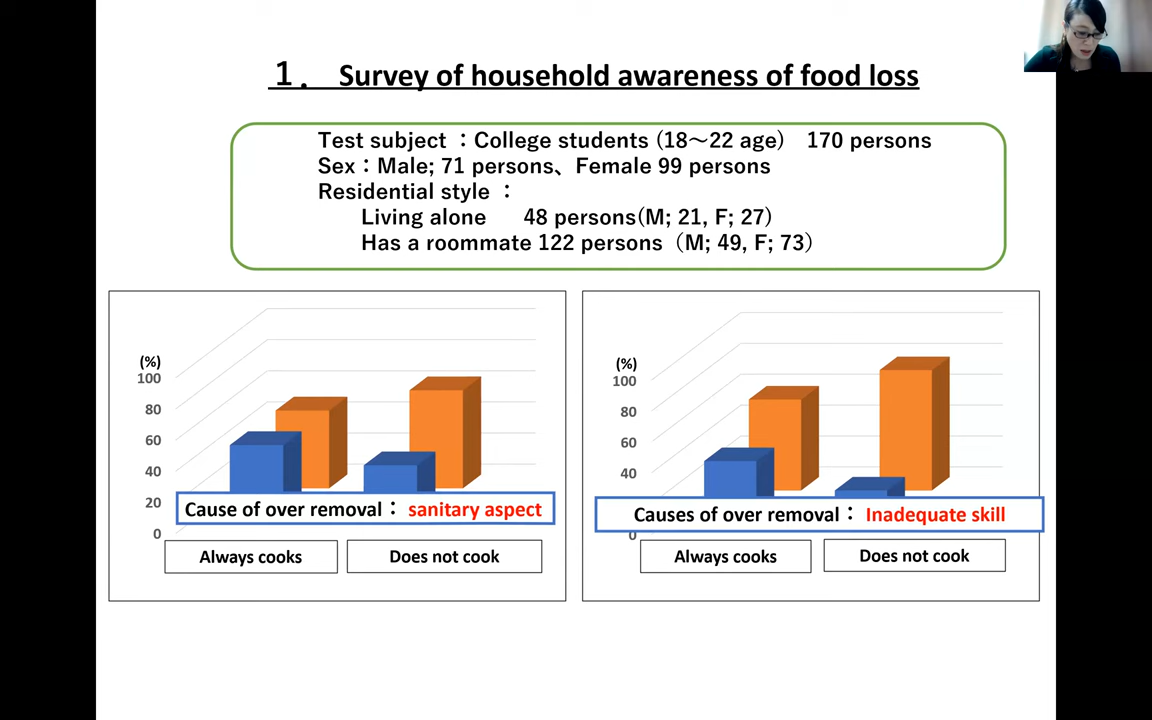 １． Survey of household awareness of food loss
Test subject ：College students (18～22 age) 170 persons
Sex：Male; 71 persons、Female 99 persons
Residential style ：
Living alone 48 persons(M; 21, F; 27)
Has a roommate 122 persons（M; 49, F; 73）
(%)
100
80
60
40
20
0
Cause of over removal： sanitary aspect
Always cooks
Does not cook
(%)
100
80
60
40
0
Causes of over removal： Inadequate skill
Always cooks
Does not cook